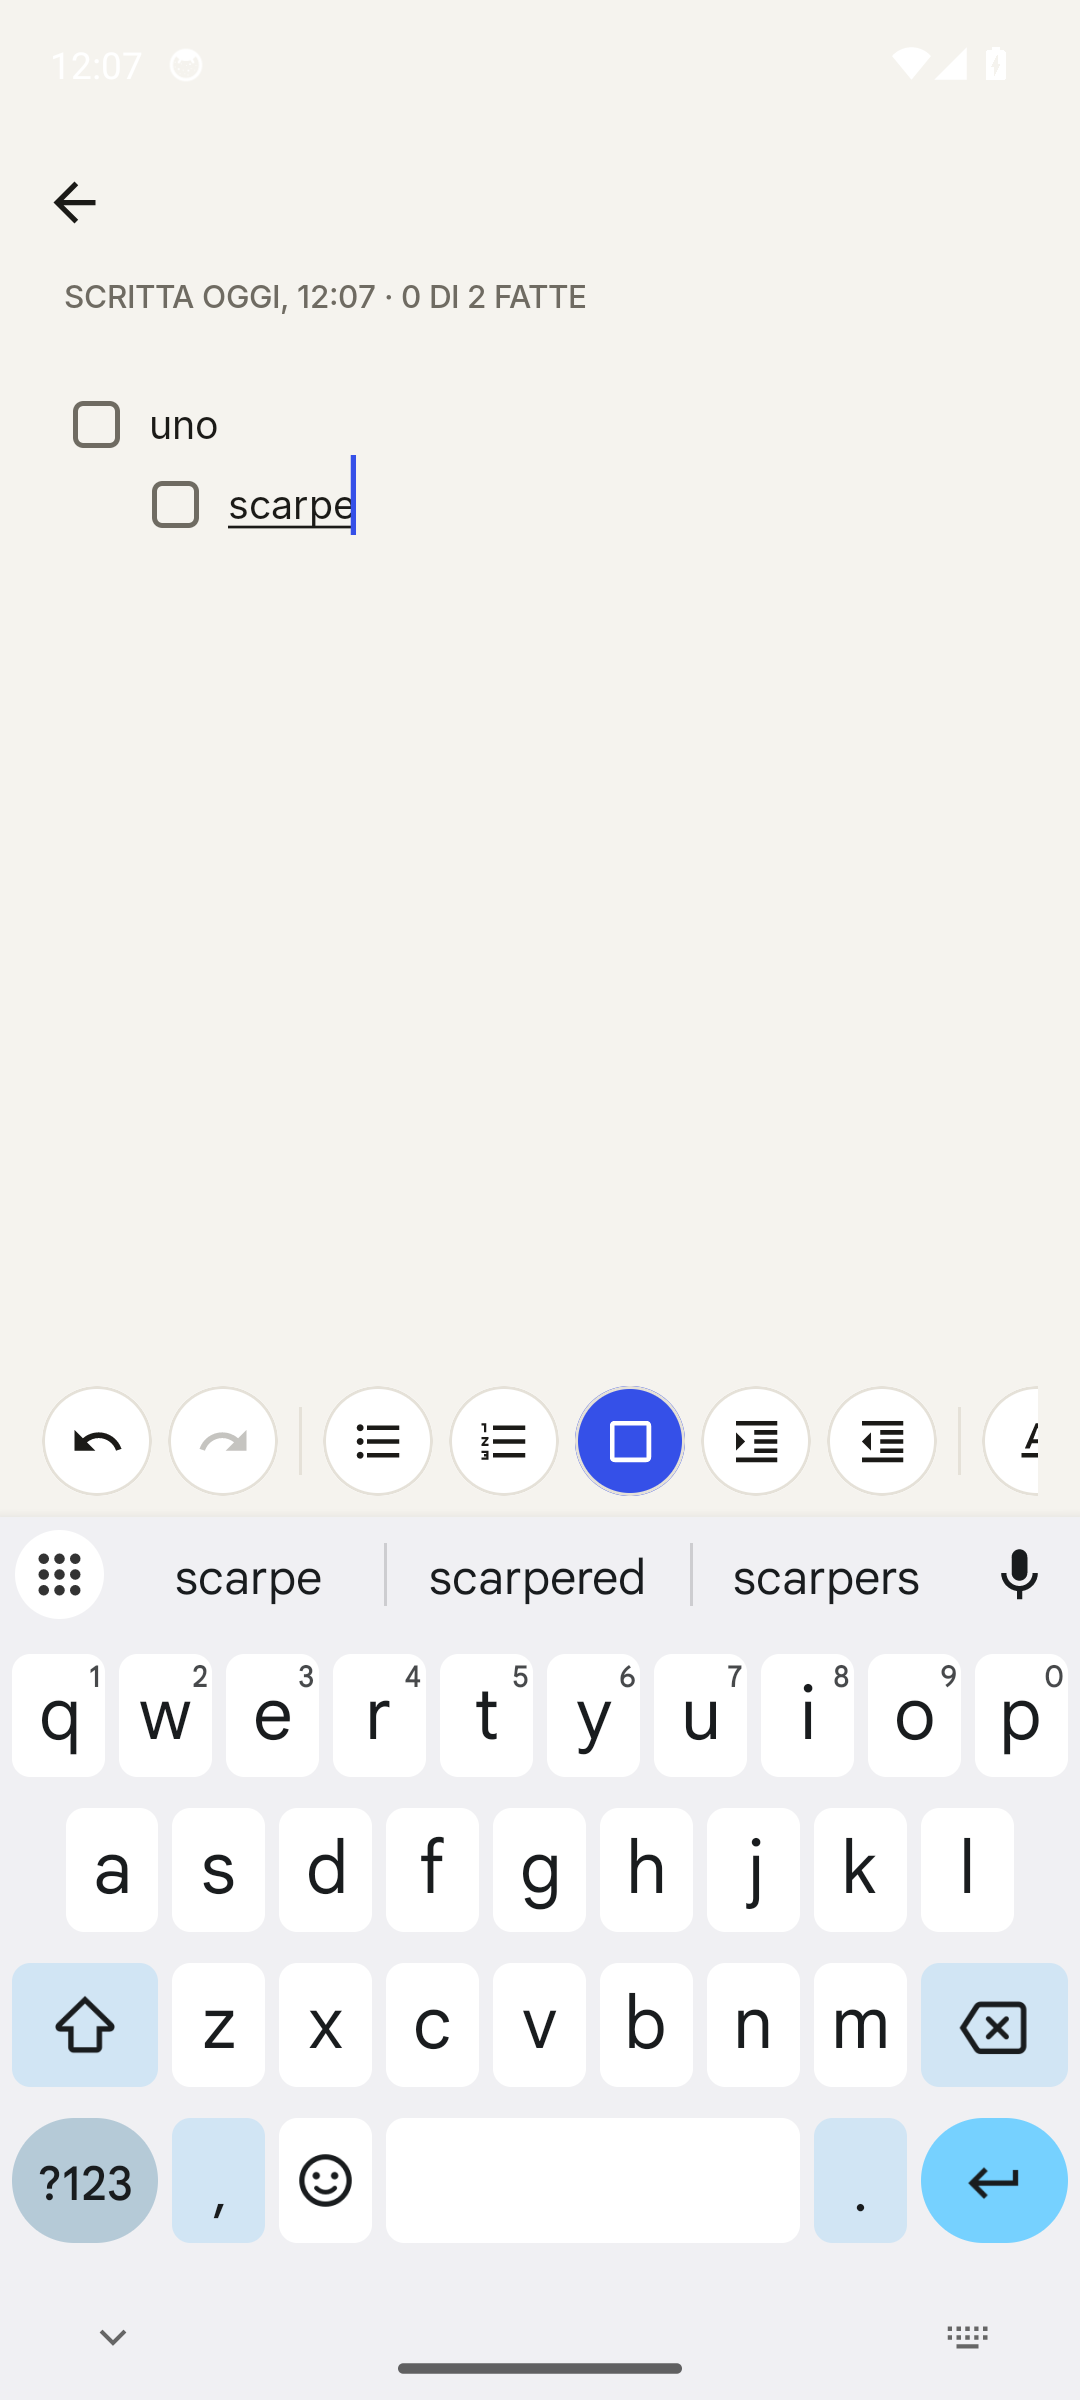 12:07
SCRITTA OGGI, 12:07 · 0 DI 2 FATTE
uno
scarpe
scarpe scarpered scarpers
q 1 w 2 e 3 r 4 t 5 y 6 u 7 i 8 o 9 p 0
a s d f g h j k l
z x c v b n m
?123 , .